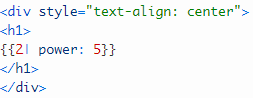 <div style="text-align: center">
<h1>
{{2| power: 5}}
</h1>
</div>